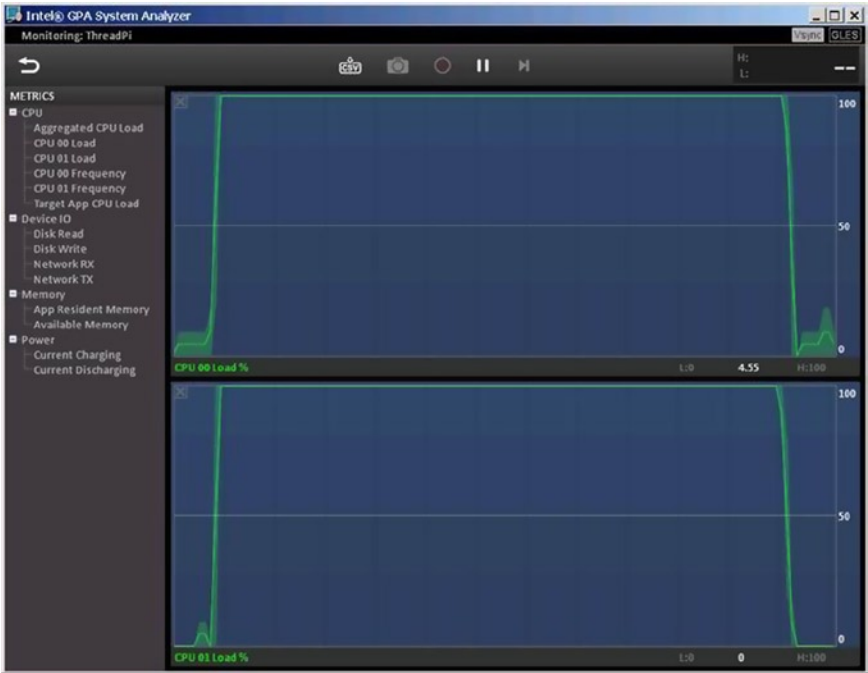 Intel® GPA System Analyzer
Monitoring: ThreadPi
Vsync GLES
CSV
H:
L:
--
METRICS
CPU
Aggregated CPU Load
CPU 00 Load
CPU 01 Load
CPU 00 Frequency
CPU 01 Frequency
Target App CPU Load
Device IO
Disk Read
Disk Write
Network RX
Network TX
Memory
App Resident Memory
Available Memory
Power
Current Charging
Current Discharging
100
50
0
CPU 00 Load % L:0 4.55 H:100
100
50
0
CPU 01 Load % L:0 0 H:100